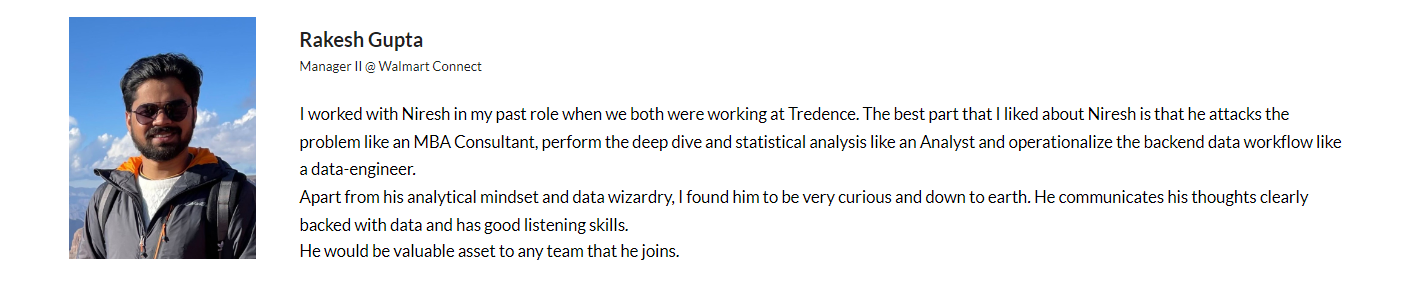 Rakesh Gupta
Manager II @ Walmart Connect
I worked with Niresh in my past role when we both were working at Tredence. The best part that I liked about Niresh is that he attacks the
problem like an MBA Consultant, perform the deep dive and statistical analysis like an Analyst and operationalize the backend data workflow like
a data-engineer.
Apart from his analytical mindset and data wizardry, I found him to be very curious and down to earth. He communicates his thoughts clearly
backed with data and has good listening skills.
He would be valuable asset to any team that he joins.